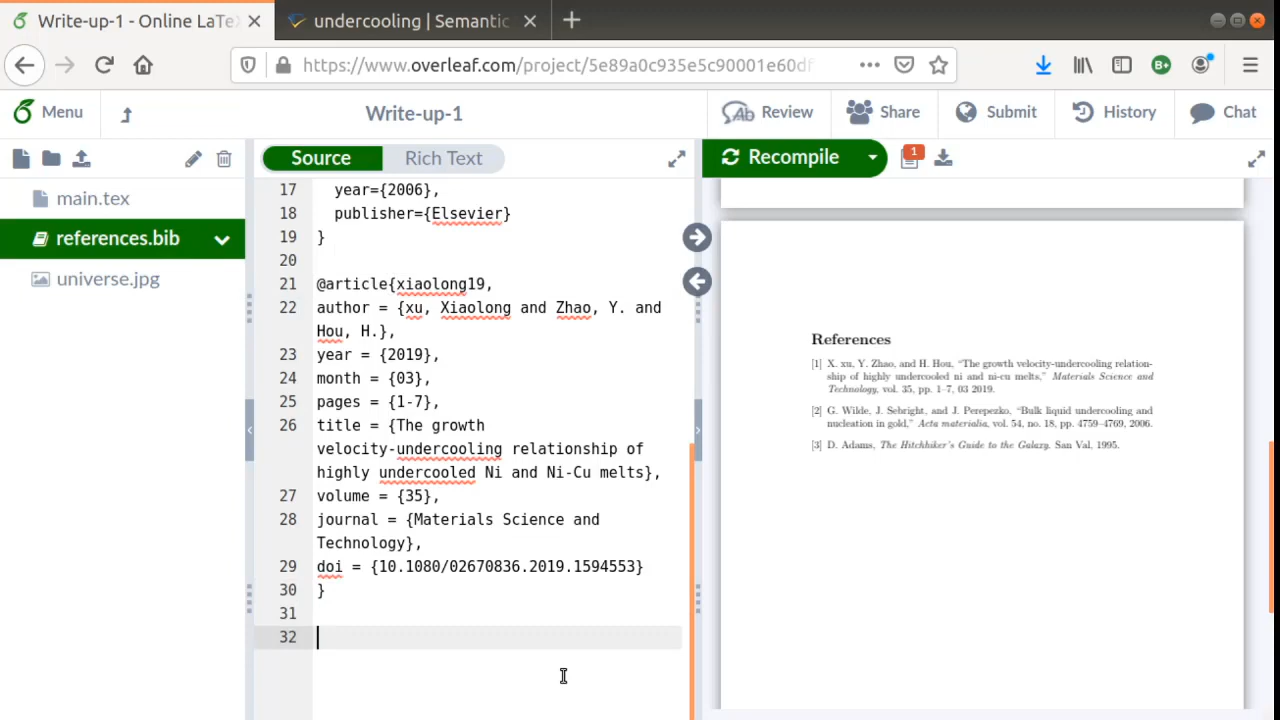 Write-up-1 - Online LaTeX
undercooling | Semantic
https://www.overleaf.com/project/5e89a0c935e5c90001e60df
B+
Menu
Write-up-1
Review
Share
Submit
History
Chat
Source
Rich Text
Recompile
1
main.tex
references.bib
universe.jpg
17 year={2006},
18 publisher={Elsevier}
19 }
20
21 @article{xiaolong19,
22 author = {xu, Xiaolong and Zhao, Y. and
Hou, H.},
23 year = {2019},
24 month = {03},
25 pages = {1-7},
26 title = {The growth
velocity-undercooling relationship of
highly undercooled Ni and Ni-Cu melts},
27 volume = {35},
28 journal = {Materials Science and
Technology},
29 doi = {10.1080/02670836.2019.1594553}
30 }
31
32
References
[1] X. xu, Y. Zhao, and H. Hou, “The growth velocity-undercooling relation-
ship of highly undercooled ni and ni-cu melts,” Materials Science and
Technology, vol. 35, pp. 1–7, 03 2019.
[2] G. Wilde, J. Sebright, and J. Perepezko, “Bulk liquid undercooling and
nucleation in gold,” Acta materialia, vol. 54, no. 18, pp. 4759–4769, 2006.
[3] D. Adams, The Hitchhiker's Guide to the Galaxy. San Val, 1995.